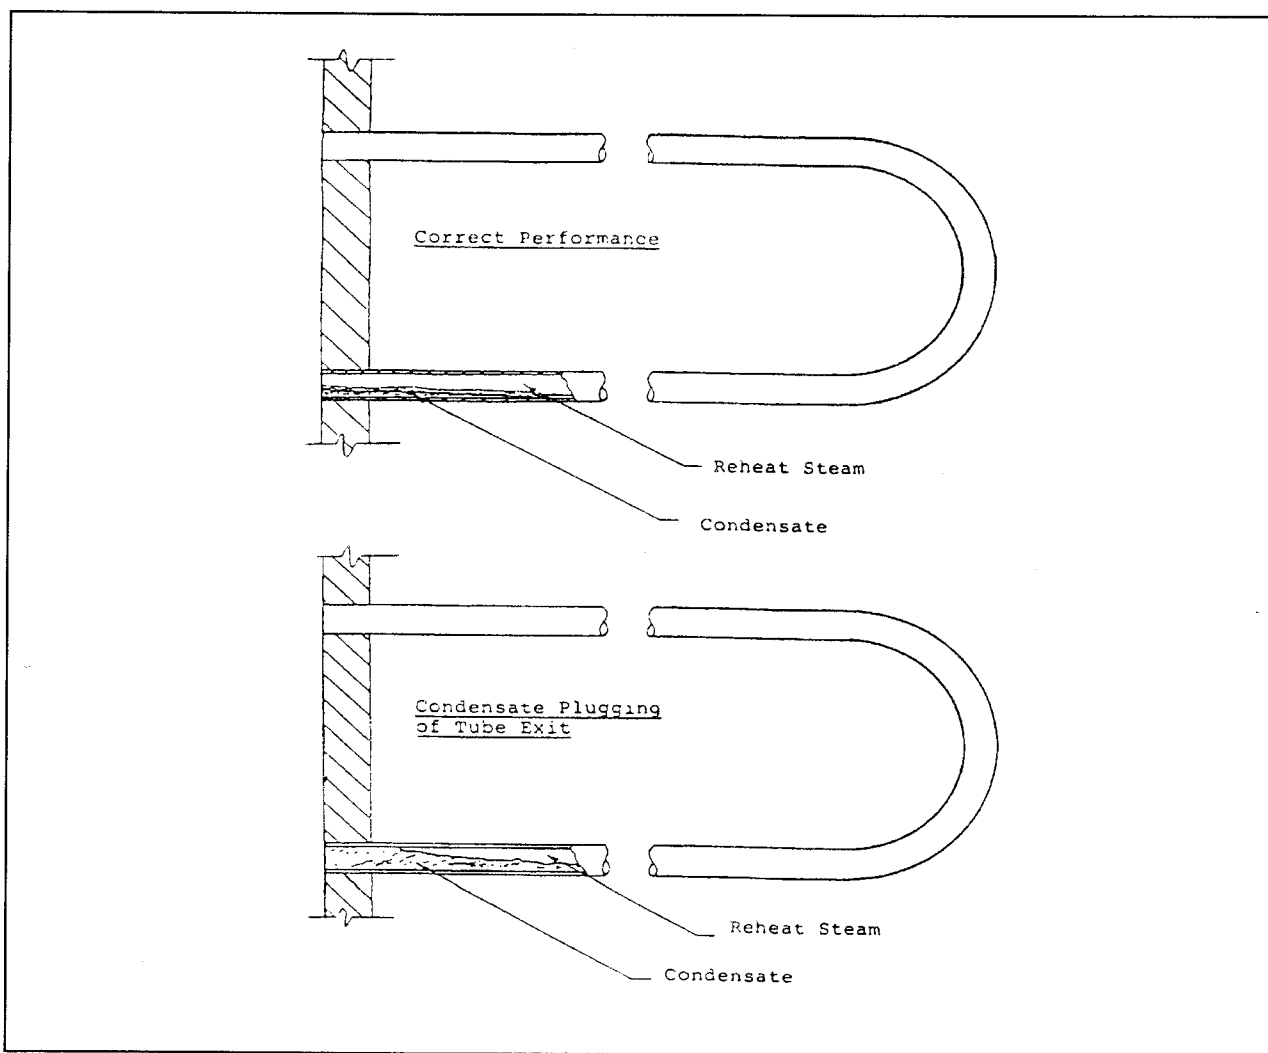 Correct Performance
Reheat Steam
Condensate
Condensate Plugging
of Tube Exit
Reheat Steam
Condensate